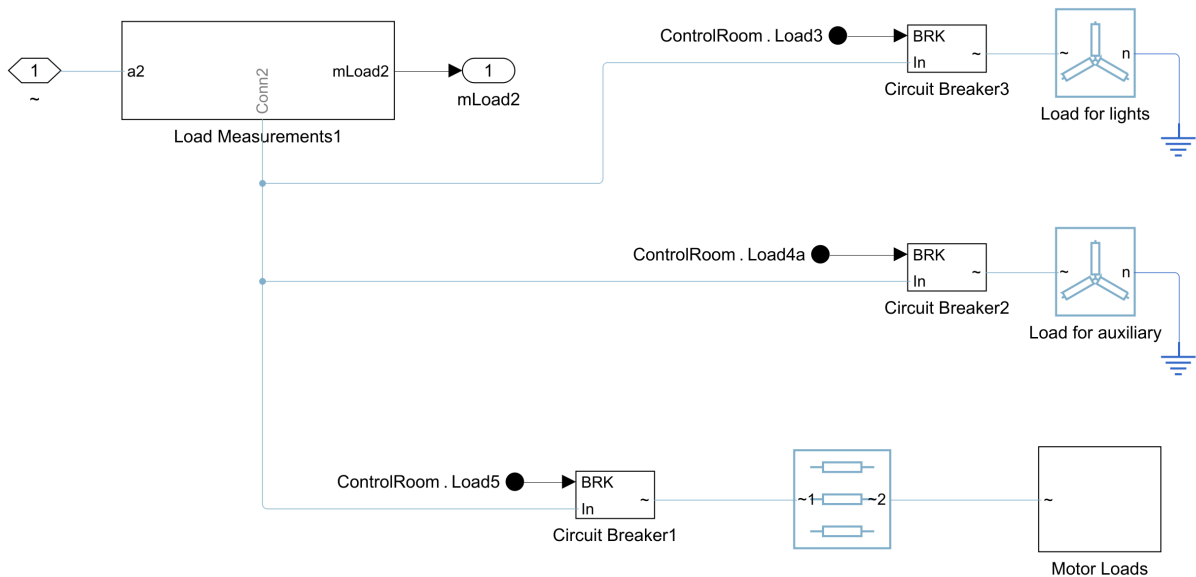 1
~
a2
Conn2
mLoad2
Load Measurements1
1
mLoad2
ControlRoom . Load3
BRK
In
~
Circuit Breaker3
~
n
Load for lights
ControlRoom . Load4a
BRK
In
~
Circuit Breaker2
~
n
Load for auxiliary
ControlRoom . Load5
BRK
In
~
Circuit Breaker1
~1
~2
~
Motor Loads